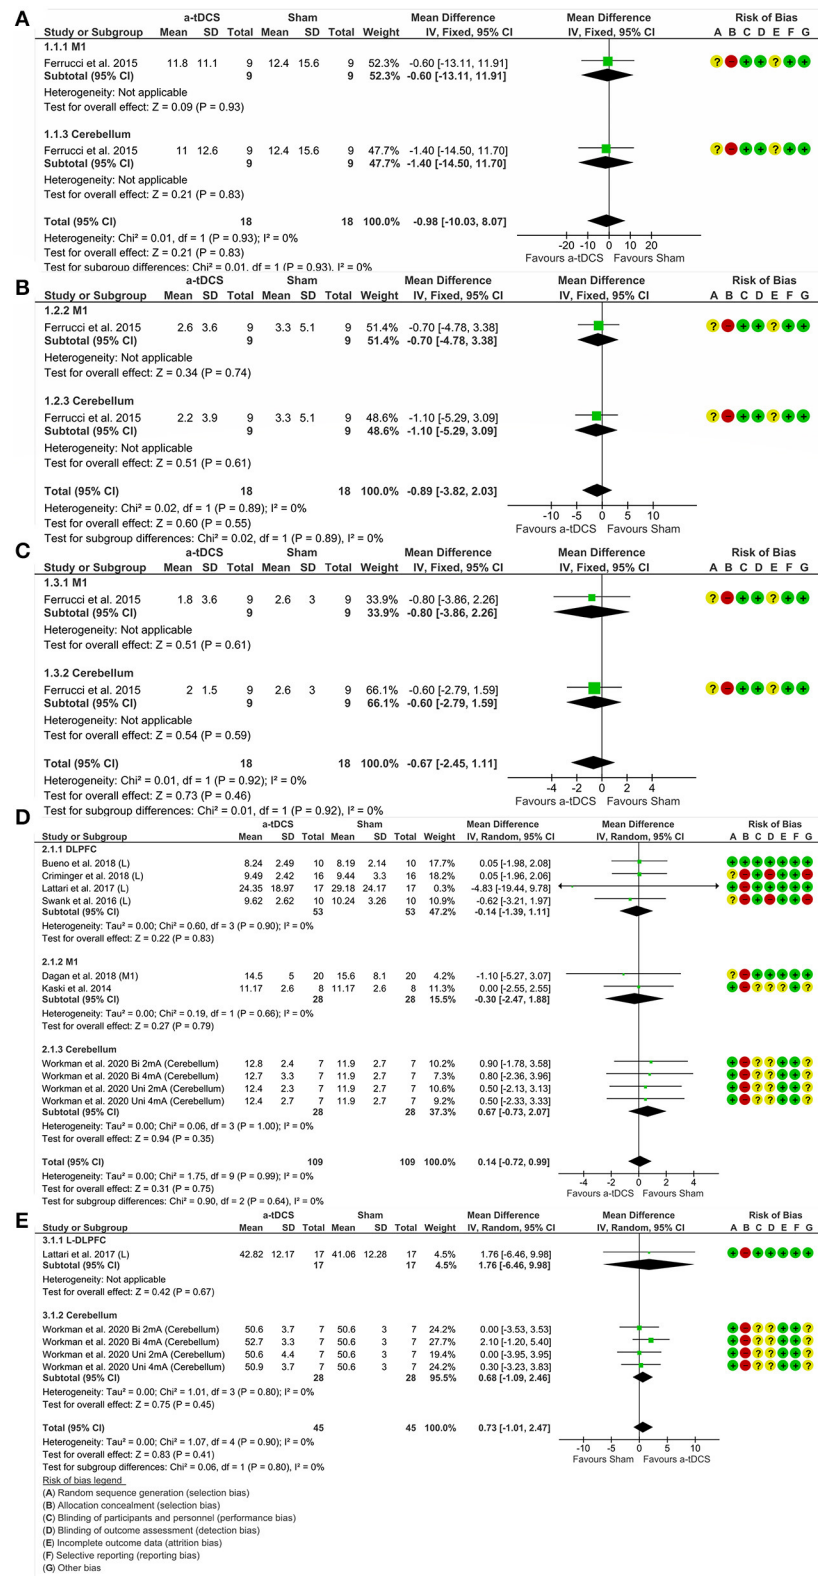 A
a-tDCS Sham Mean Difference Mean Difference Risk of Bias
Study or Subgroup Mean SD Total Mean SD Total Weight IV, Fixed, 95% CI IV, Fixed, 95% CI A B C D E F G
1.1.1 M1
Ferrucci et al. 2015 11.8 11.1 9 12.4 15.6 9 52.3% -0.60 [-13.11, 11.91] ? - + + ? + +
Subtotal (95% CI) 9 9 52.3% -0.60 [-13.11, 11.91]
Heterogeneity: Not applicable
Test for overall effect: Z = 0.09 (P = 0.93)
1.1.3 Cerebellum
Ferrucci et al. 2015 11 12.6 9 12.4 15.6 9 47.7% -1.40 [-14.50, 11.70] ? - + + ? + +
Subtotal (95% CI) 9 9 47.7% -1.40 [-14.50, 11.70]
Heterogeneity: Not applicable
Test for overall effect: Z = 0.21 (P = 0.83)
Total (95% CI) 18 18 100.0% -0.98 [-10.03, 8.07]
Heterogeneity: Chi² = 0.01, df = 1 (P = 0.93); I² = 0%
-20 -10 0 10 20
Test for overall effect: Z = 0.21 (P = 0.83)
Favours a-tDCS Favours Sham
Test for subgroup differences: Chi² = 0.01, df = 1 (P = 0.93), I² = 0%
B
a-tDCS Sham Mean Difference Mean Difference Risk of Bias
Study or Subgroup Mean SD Total Mean SD Total Weight IV, Fixed, 95% CI IV, Fixed, 95% CI A B C D E F G
1.2.2 M1
Ferrucci et al. 2015 2.6 3.6 9 3.3 5.1 9 51.4% -0.70 [-4.78, 3.38] ? - + + ? + +
Subtotal (95% CI) 9 9 51.4% -0.70 [-4.78, 3.38]
Heterogeneity: Not applicable
Test for overall effect: Z = 0.34 (P = 0.74)
1.2.3 Cerebellum
Ferrucci et al. 2015 2.2 3.9 9 3.3 5.1 9 48.6% -1.10 [-5.29, 3.09] ? - + + ? + +
Subtotal (95% CI) 9 9 48.6% -1.10 [-5.29, 3.09]
Heterogeneity: Not applicable
Test for overall effect: Z = 0.51 (P = 0.61)
Total (95% CI) 18 18 100.0% -0.89 [-3.82, 2.03]
Heterogeneity: Chi² = 0.02, df = 1 (P = 0.89); I² = 0%
-10 -5 0 5 10
Test for overall effect: Z = 0.60 (P = 0.55)
Favours a-tDCS Favours Sham
Test for subgroup differences: Chi² = 0.02, df = 1 (P = 0.89), I² = 0%
C
a-tDCS Sham Mean Difference Mean Difference Risk of Bias
Study or Subgroup Mean SD Total Mean SD Total Weight IV, Fixed, 95% CI IV, Fixed, 95% CI A B C D E F G
1.3.1 M1
Ferrucci et al. 2015 1.8 3.6 9 2.6 3 9 33.9% -0.80 [-3.86, 2.26] ? - + + ? + +
Subtotal (95% CI) 9 9 33.9% -0.80 [-3.86, 2.26]
Heterogeneity: Not applicable
Test for overall effect: Z = 0.51 (P = 0.61)
1.3.2 Cerebellum
Ferrucci et al. 2015 2 1.5 9 2.6 3 9 66.1% -0.60 [-2.79, 1.59] ? - + + ? + +
Subtotal (95% CI) 9 9 66.1% -0.60 [-2.79, 1.59]
Heterogeneity: Not applicable
Test for overall effect: Z = 0.54 (P = 0.59)
Total (95% CI) 18 18 100.0% -0.67 [-2.45, 1.11]
Heterogeneity: Chi² = 0.01, df = 1 (P = 0.92); I² = 0%
-4 -2 0 2 4
Test for overall effect: Z = 0.73 (P = 0.46)
Favours a-tDCS Favours Sham
Test for subgroup differences: Chi² = 0.01, df = 1 (P = 0.92), I² = 0%
D
a-tDCS Sham Mean Difference Mean Difference Risk of Bias
Study or Subgroup Mean SD Total Mean SD Total Weight IV, Random, 95% CI IV, Random, 95% CI A B C D E F G
2.1.1 DLPFC
Bueno et al. 2018 (L) 8.24 2.49 10 8.19 2.14 10 17.7% 0.05 [-1.98, 2.08] + + + + + + +
Criminger et al. 2018 (L) 9.49 2.42 16 9.44 3.3 16 18.3% 0.05 [-1.96, 2.06] ? - + - + + -
Lattari et al. 2017 (L) 24.35 18.97 17 29.18 24.17 17 0.3% -4.83 [-19.44, 9.78] + - + + + + +
Swank et al. 2016 (L) 9.62 2.62 10 10.24 3.26 10 10.9% -0.62 [-3.21, 1.97] ? - + - + + -
Subtotal (95% CI) 53 53 47.2% -0.14 [-1.39, 1.11]
Heterogeneity: Tau² = 0.00; Chi² = 0.60, df = 3 (P = 0.90); I² = 0%
Test for overall effect: Z = 0.22 (P = 0.83)
2.1.2 M1
Dagan et al. 2018 (M1) 14.5 5 20 15.6 8.1 20 4.2% -1.10 [-5.27, 3.07] ? - + + + + +
Kaski et al. 2014 11.17 2.6 8 11.17 2.6 8 11.3% 0.00 [-2.55, 2.55] + - ? ? ? + ?
Subtotal (95% CI) 28 28 15.5% -0.30 [-2.47, 1.88]
Heterogeneity: Tau² = 0.00; Chi² = 0.19, df = 1 (P = 0.66); I² = 0%
Test for overall effect: Z = 0.27 (P = 0.79)
2.1.3 Cerebellum
Workman et al. 2020 Bi 2mA (Cerebellum) 12.8 2.4 7 11.9 2.7 7 10.2% 0.90 [-1.78, 3.58] + - ? ? + + ?
Workman et al. 2020 Bi 4mA (Cerebellum) 12.7 3.3 7 11.9 2.7 7 7.3% 0.80 [-2.36, 3.96] + - ? ? + + ?
Workman et al. 2020 Uni 2mA (Cerebellum) 12.4 2.3 7 11.9 2.7 7 10.6% 0.50 [-2.13, 3.13] + - ? ? + + ?
Workman et al. 2020 Uni 4mA (Cerebellum) 12.4 2.7 7 11.9 2.7 7 9.2% 0.50 [-2.33, 3.33] + - ? ? + + ?
Subtotal (95% CI) 28 28 37.3% 0.67 [-0.73, 2.07]
Heterogeneity: Tau² = 0.00; Chi² = 0.06, df = 3 (P = 1.00); I² = 0%
Test for overall effect: Z = 0.94 (P = 0.35)
Total (95% CI) 109 109 100.0% 0.14 [-0.72, 0.99]
Heterogeneity: Tau² = 0.00; Chi² = 1.75, df = 9 (P = 0.99); I² = 0%
-4 -2 0 2 4
Test for overall effect: Z = 0.31 (P = 0.75)
Favours a-tDCS Favours Sham
Test for subgroup differences: Chi² = 0.90, df = 2 (P = 0.64), I² = 0%
E
a-tDCS Sham Mean Difference Mean Difference Risk of Bias
Study or Subgroup Mean SD Total Mean SD Total Weight IV, Random, 95% CI IV, Random, 95% CI A B C D E F G
3.1.1 L-DLPFC
Lattari et al. 2017 (L) 42.82 12.17 17 41.06 12.28 17 4.5% 1.76 [-6.46, 9.98] + - + + + + +
Subtotal (95% CI) 17 17 4.5% 1.76 [-6.46, 9.98]
Heterogeneity: Not applicable
Test for overall effect: Z = 0.42 (P = 0.67)
3.1.2 Cerebellum
Workman et al. 2020 Bi 2mA (Cerebellum) 50.6 3.7 7 50.6 3 7 24.2% 0.00 [-3.53, 3.53] + - ? ? + + ?
Workman et al. 2020 Bi 4mA (Cerebellum) 52.7 3.3 7 50.6 3 7 27.7% 2.10 [-1.20, 5.40] + - ? ? + + ?
Workman et al. 2020 Uni 2mA (Cerebellum) 50.6 4.4 7 50.6 3 7 19.4% 0.00 [-3.95, 3.95] + - ? ? + + ?
Workman et al. 2020 Uni 4mA (Cerebellum) 50.9 3.7 7 50.6 3 7 24.2% 0.30 [-3.23, 3.83] + - ? ? + + ?
Subtotal (95% CI) 28 28 95.5% 0.68 [-1.09, 2.46]
Heterogeneity: Tau² = 0.00; Chi² = 1.01, df = 3 (P = 0.80); I² = 0%
Test for overall effect: Z = 0.75 (P = 0.45)
Total (95% CI) 45 45 100.0% 0.73 [-1.01, 2.47]
Heterogeneity: Tau² = 0.00; Chi² = 1.07, df = 4 (P = 0.90); I² = 0%
-10 -5 0 5 10
Test for overall effect: Z = 0.83 (P = 0.41)
Favours Sham Favours a-tDCS
Test for subgroup differences: Chi² = 0.06, df = 1 (P = 0.80), I² = 0%
Risk of bias legend
(A) Random sequence generation (selection bias)
(B) Allocation concealment (selection bias)
(C) Blinding of participants and personnel (performance bias)
(D) Blinding of outcome assessment (detection bias)
(E) Incomplete outcome data (attrition bias)
(F) Selective reporting (reporting bias)
(G) Other bias